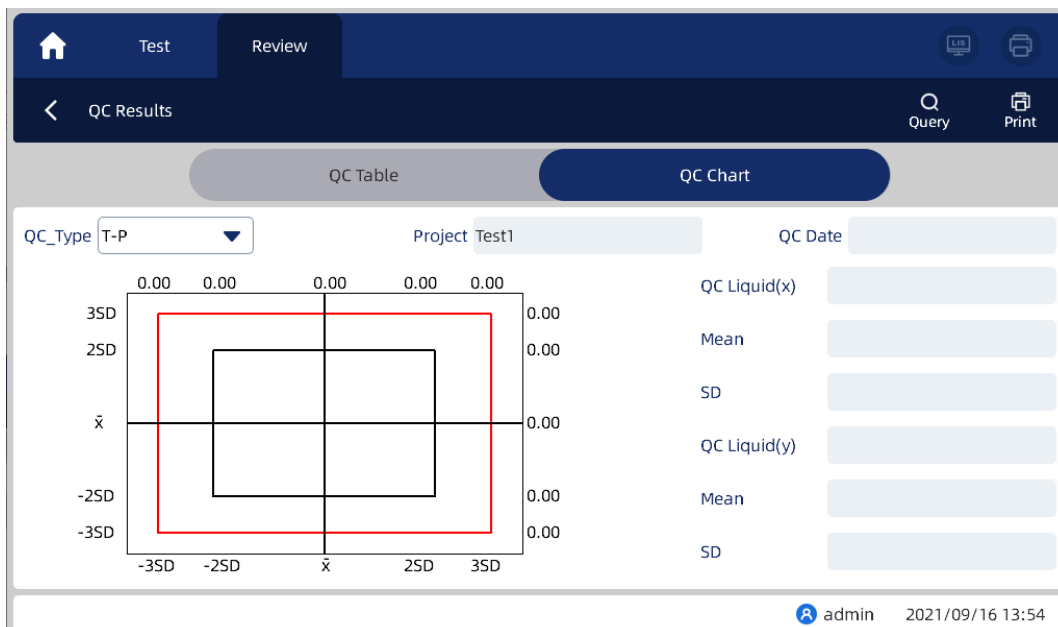 Test Review LIS
QC Results Query Print
QC Table QC Chart
QC_Type T-P Project Test1 QC Date
0.00 0.00 0.00 0.00 0.00
3SD 0.00
2SD 0.00
x̄ 0.00
-2SD 0.00
-3SD 0.00
-3SD -2SD x̄ 2SD 3SD
QC Liquid(x)
Mean
SD
QC Liquid(y)
Mean
SD
admin 2021/09/16 13:54